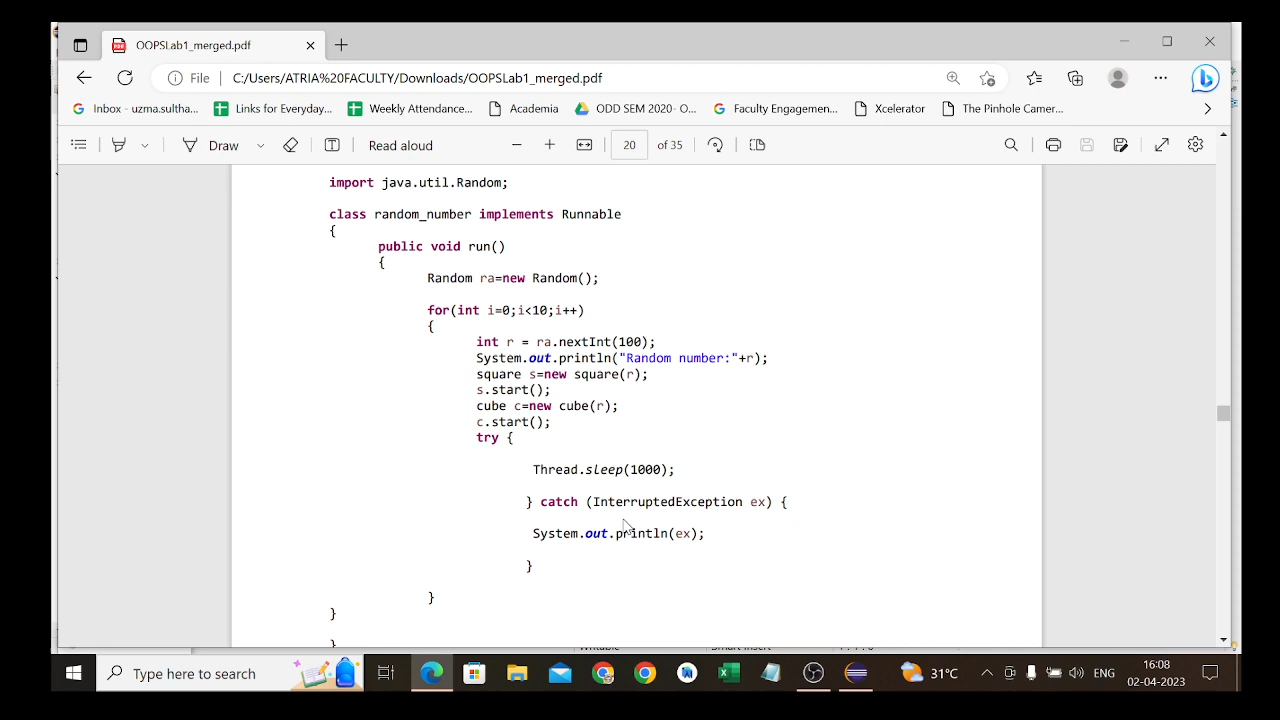 OOPSLab1_merged.pdf
File
C:/Users/ATRIA%20FACULTY/Downloads/OOPSLab1_merged.pdf
Inbox - uzma.sultha...
Links for Everyday...
Weekly Attendance...
Academia
ODD SEM 2020- O...
Faculty Engagemen...
Xcelerator
The Pinhole Camer...
Draw
Read aloud
20 of 35
import java.util.Random;
class random_number implements Runnable
{
public void run()
{
Random ra=new Random();
for(int i=0;i<10;i++)
{
int r = ra.nextInt(100);
System.out.println("Random number:"+r);
square s=new square(r);
s.start();
cube c=new cube(r);
c.start();
try {
Thread.sleep(1000);
} catch (InterruptedException ex) {
System.out.println(ex);
}
}
}
}
Type here to search
31°C
ENG
16:08
02-04-2023